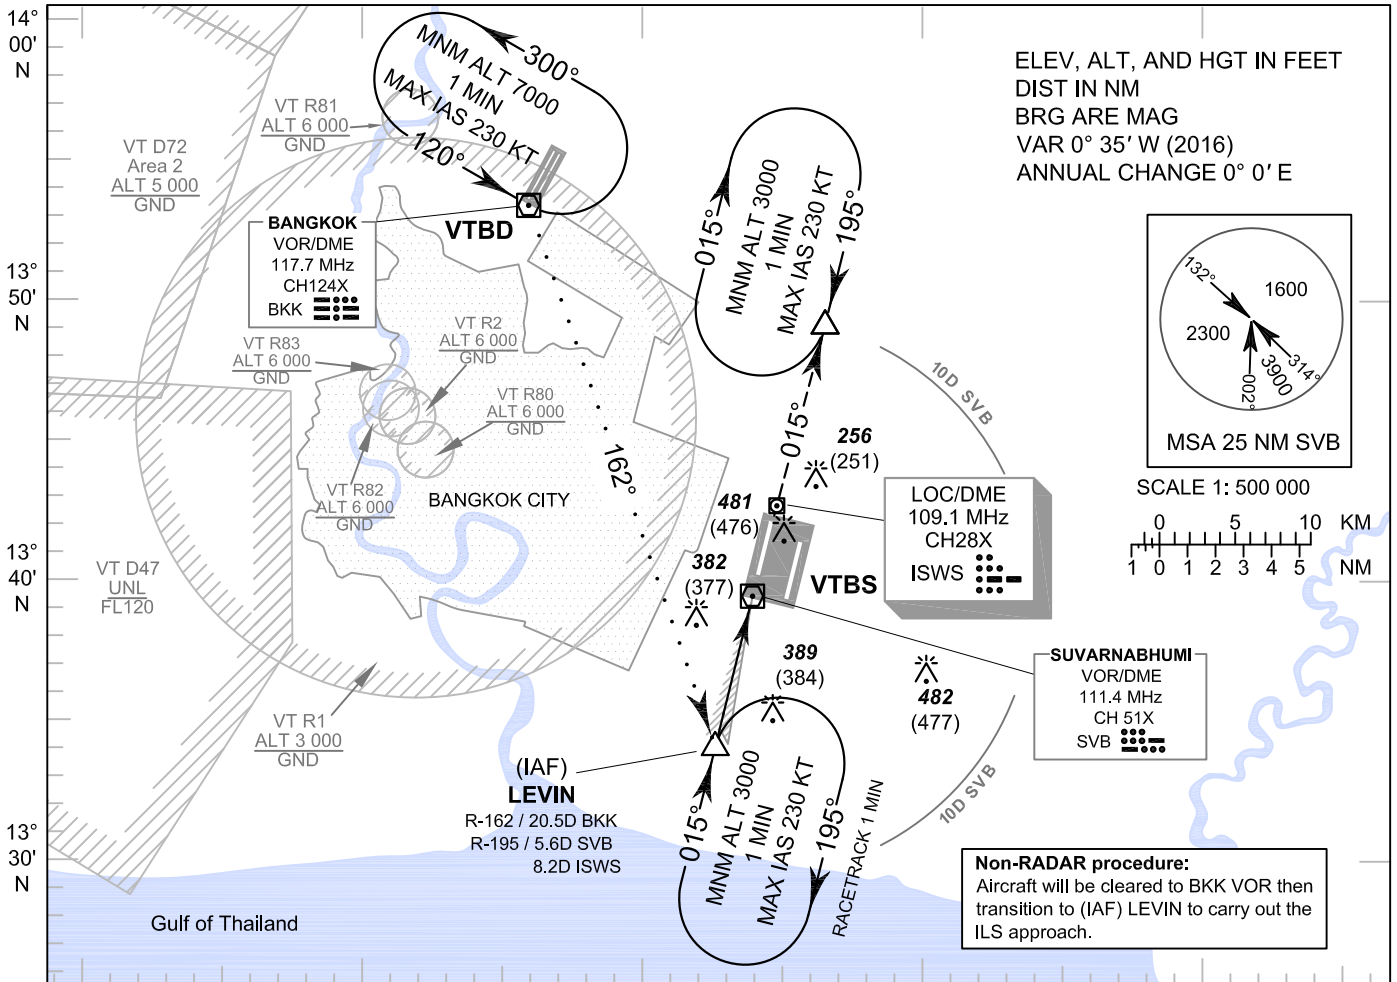 14°
00′
N
13°
50′
N
13°
40′
N
13°
30′
N
ELEV, ALT, AND HGT IN FEET
DIST IN NM
BRG ARE MAG
VAR 0° 35′ W (2016)
ANNUAL CHANGE 0° 0′ E
300°
MNM ALT 7000
1 MIN
MAX IAS 230 KT
120°
VT R81
ALT 6 000
GND
VT D72
Area 2
ALT 5 000
GND
BANGKOK
VOR/DME
117.7 MHz
CH124X
BKK
VTBD
015°
MNM ALT 3000
1 MIN
MAX IAS 230 KT
195°
132°
1600
2300
3900
314°
002°
MSA 25 NM SVB
SCALE 1: 500 000
0 5 10 KM
1 0 1 2 3 4 5 NM
VT R83
ALT 6 000
GND
VT R2
ALT 6 000
GND
VT R80
ALT 6 000
GND
VT R82
ALT 6 000
GND
BANGKOK CITY
162°
015°
10D SVB
256
(251)
481
(476)
382
(377)
LOC/DME
109.1 MHz
CH28X
ISWS
VTBS
VT D47
UNL
FL120
389
(384)
482
(477)
SUVARNABHUMI
VOR/DME
111.4 MHz
CH 51X
SVB
VT R1
ALT 3 000
GND
(IAF)
LEVIN
R-162 / 20.5D BKK
R-195 / 5.6D SVB
8.2D ISWS
015°
MNM ALT 3000
1 MIN
MAX IAS 230 KT
195°
RACETRACK 1 MIN
10D SVB
Non-RADAR procedure:
Aircraft will be cleared to BKK VOR then
transition to (IAF) LEVIN to carry out the
ILS approach.
Gulf of Thailand